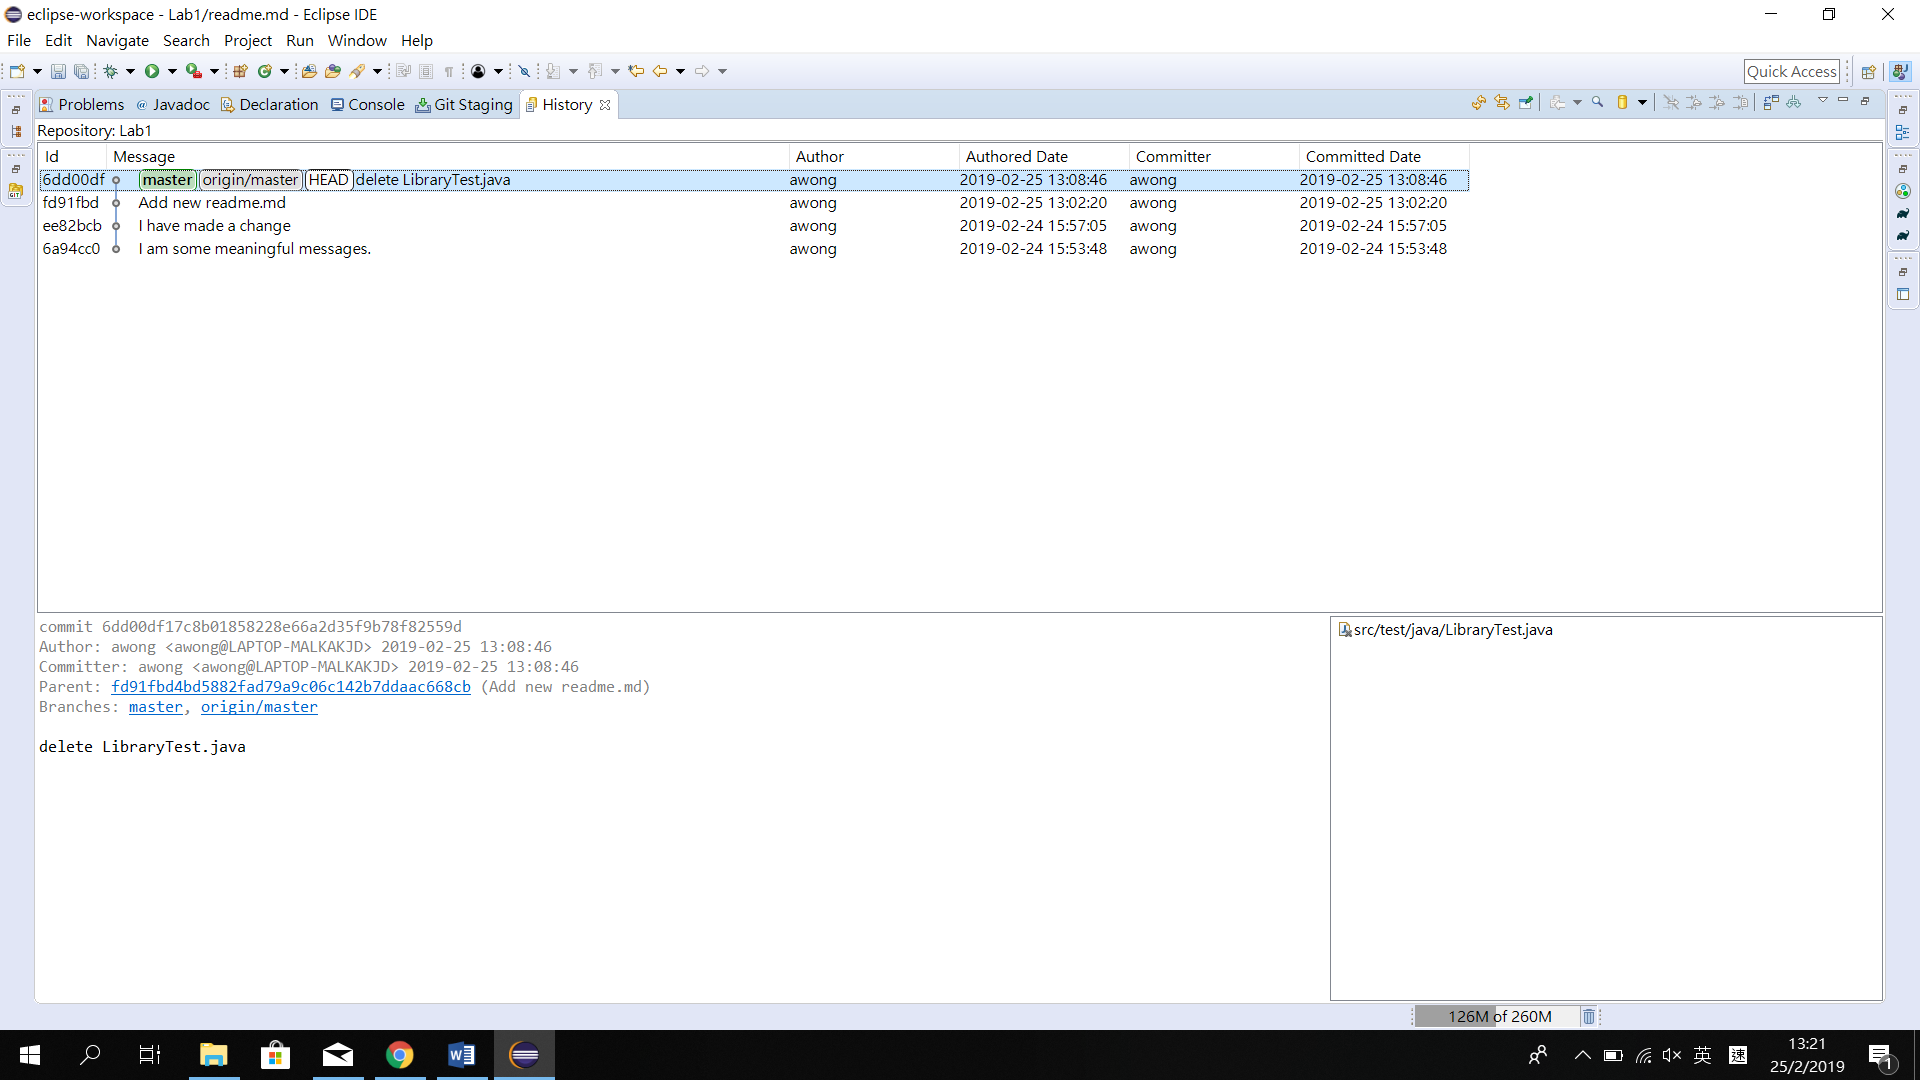 eclipse-workspace - Lab1/readme.md - Eclipse IDE
File Edit Navigate Search Project Run Window Help
Quick Access
Problems @ Javadoc Declaration Console Git Staging History
Repository: Lab1
Id Message Author Authored Date Committer Committed Date
6dd00df master origin/master HEAD delete LibraryTest.java awong 2019-02-25 13:08:46 awong 2019-02-25 13:08:46
fd91fbd Add new readme.md awong 2019-02-25 13:02:20 awong 2019-02-25 13:02:20
ee82bcb I have made a change awong 2019-02-24 15:57:05 awong 2019-02-24 15:57:05
6a94cc0 I am some meaningful messages. awong 2019-02-24 15:53:48 awong 2019-02-24 15:53:48
commit 6dd00df17c8b01858228e66a2d35f9b78f82559d
Author: awong <awong@LAPTOP-MALKAKJD> 2019-02-25 13:08:46
Committer: awong <awong@LAPTOP-MALKAKJD> 2019-02-25 13:08:46
Parent: fd91fbd4bd5882fad79a9c06c142b7ddaac668cb (Add new readme.md)
Branches: master, origin/master
delete LibraryTest.java
src/test/java/LibraryTest.java
126M of 260M
英 速
13:21
25/2/2019
1